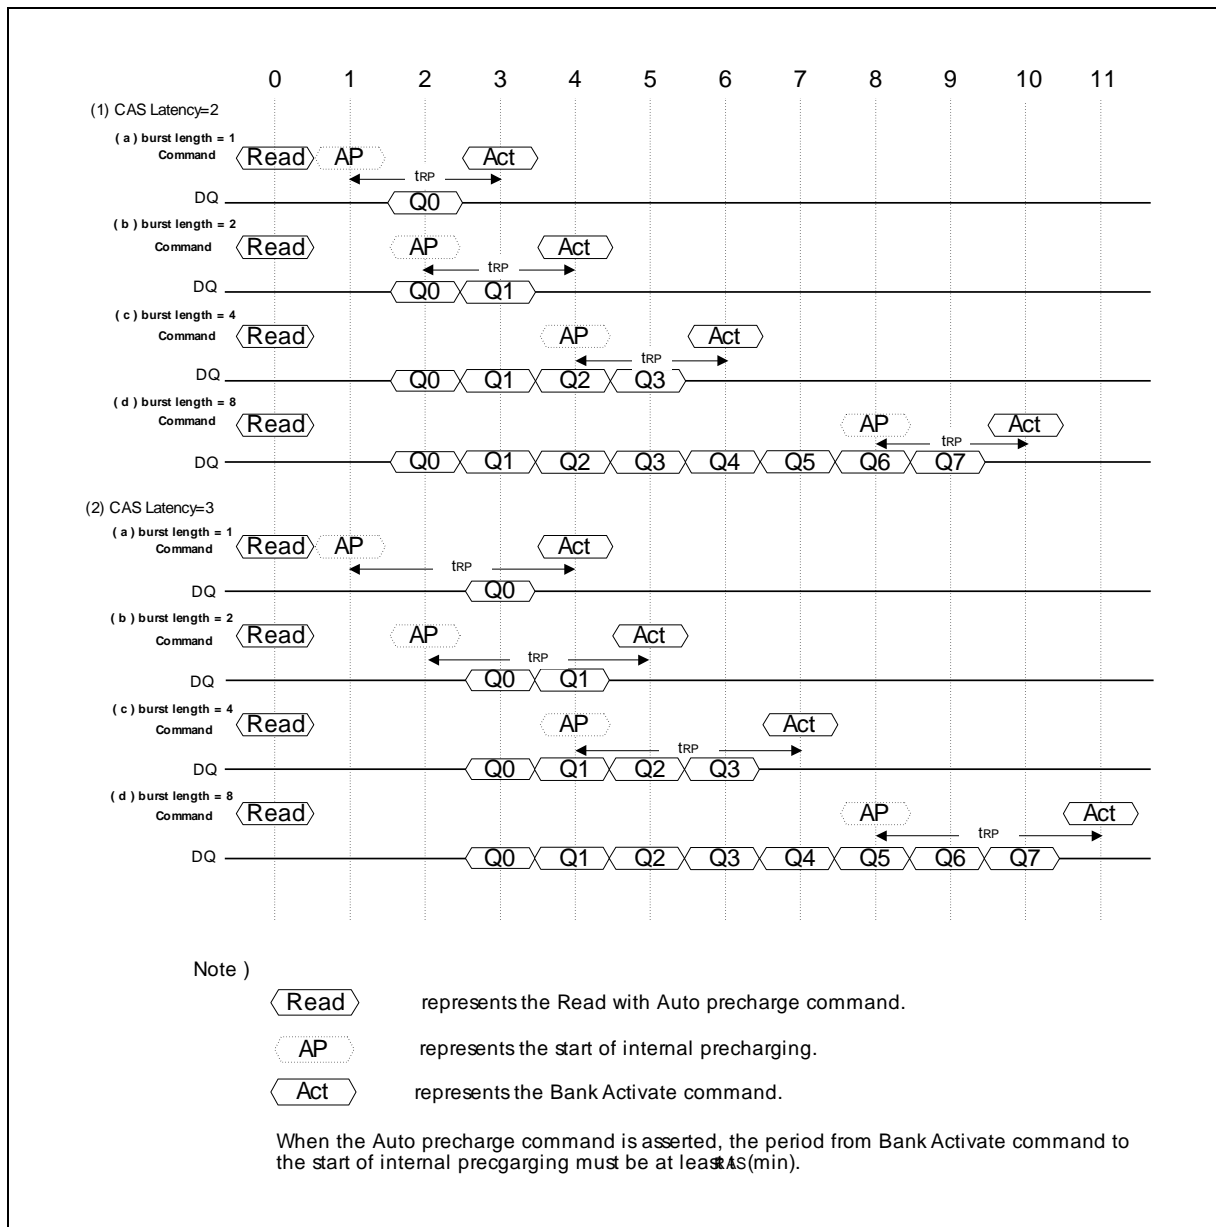 0 1 2 3 4 5 6 7 8 9 10 11
(1) CAS Latency=2
( a ) burst length = 1
Command Read AP Act
tRP
DQ Q0
( b ) burst length = 2
Command Read AP Act
tRP
DQ Q0 Q1
( c ) burst length = 4
Command Read AP Act
tRP
DQ Q0 Q1 Q2 Q3
( d ) burst length = 8
Command Read AP Act
tRP
DQ Q0 Q1 Q2 Q3 Q4 Q5 Q6 Q7
(2) CAS Latency=3
( a ) burst length = 1
Command Read AP Act
tRP
DQ Q0
( b ) burst length = 2
Command Read AP Act
tRP
DQ Q0 Q1
( c ) burst length = 4
Command Read AP Act
tRP
DQ Q0 Q1 Q2 Q3
( d ) burst length = 8
Command Read AP Act
tRP
DQ Q0 Q1 Q2 Q3 Q4 Q5 Q6 Q7
Note )
Read represents the Read with Auto precharge command.
AP represents the start of internal precharging.
Act represents the Bank Activate command.
When the Auto precharge command is asserted, the period from Bank Activate command to
the start of internal precgarging must be at least tRAS(min).